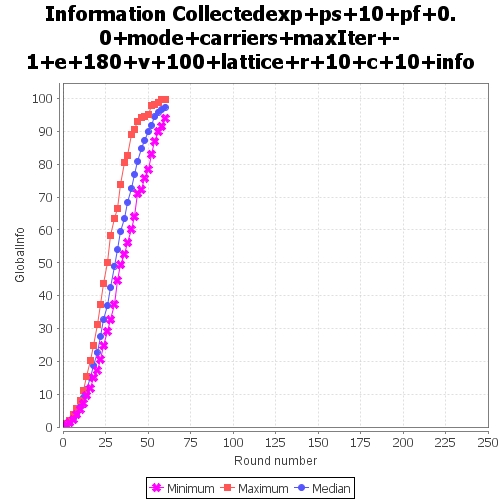 Information Collectedexp+ps+10+pf+0.
0+mode+carriers+maxIter+-
1+e+180+v+100+lattice+r+10+c+10+info
100
90
80
70
60
50
40
30
20
10
0
GlobalInfo
0 25 50 75 100 125 150 175 200 225 250
Round number
Minimum Maximum Median